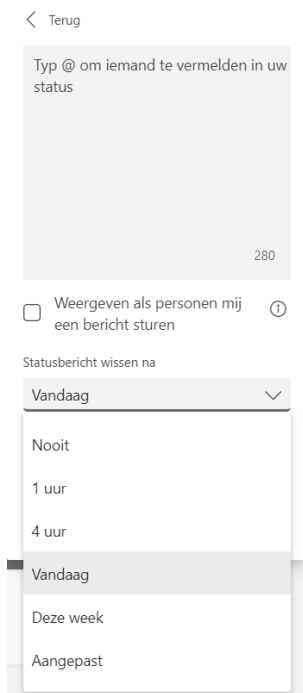 Terug
Typ @ om iemand te vermelden in uw
status
280
Weergeven als personen mij
een bericht sturen
Statusbericht wissen na
Vandaag
Nooit
1 uur
4 uur
Vandaag
Deze week
Aangepast